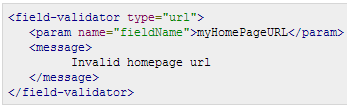 <field-validator type="url">
    <param name="fieldName">myHomePageURL</param>
    <message>
          Invalid homepage url
    </message>
</field-validator>